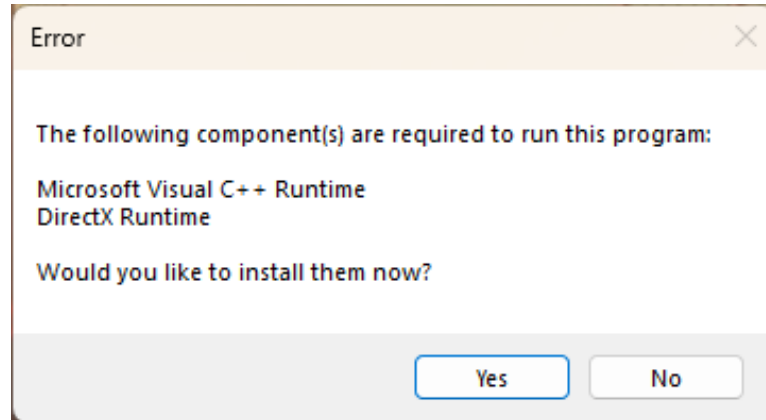 Error
The following component(s) are required to run this program:
Microsoft Visual C++ Runtime
DirectX Runtime
Would you like to install them now?
Yes
No